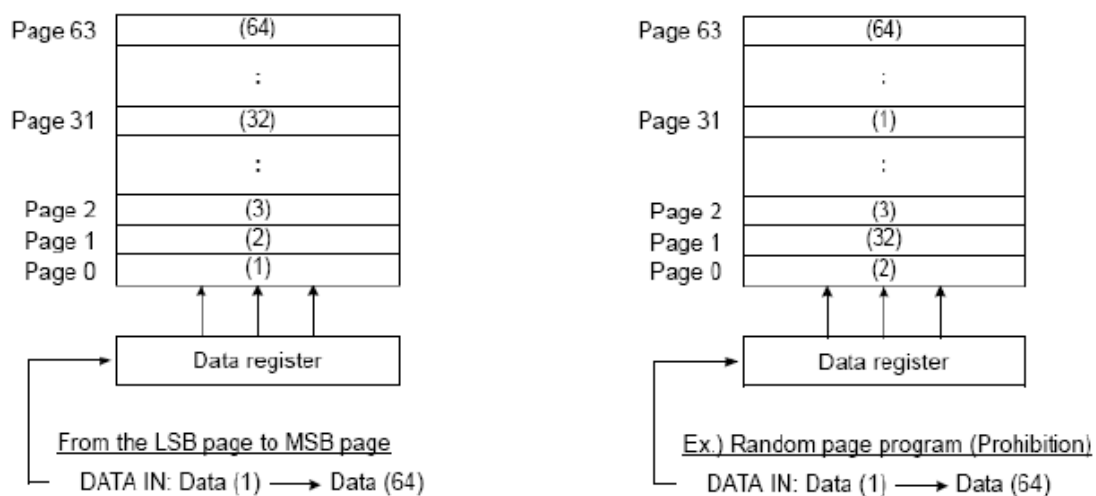 Page 63 (64)
:
Page 31 (32)
:
Page 2 (3)
Page 1 (2)
Page 0 (1)
Data register
From the LSB page to MSB page
DATA IN: Data (1) → Data (64)
Page 63 (64)
:
Page 31 (1)
:
Page 2 (3)
Page 1 (32)
Page 0 (2)
Data register
Ex.) Random page program (Prohibition)
DATA IN: Data (1) → Data (64)